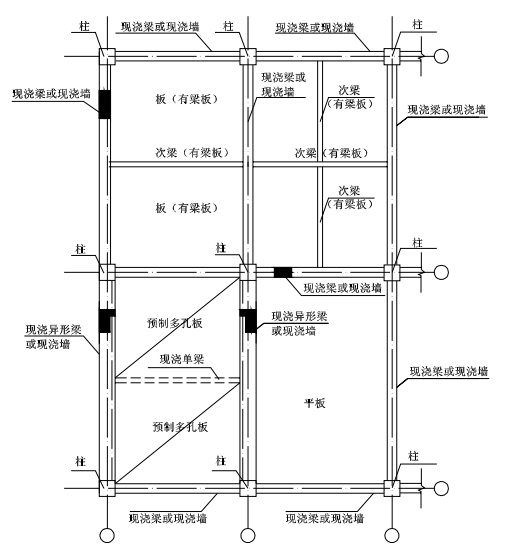 柱
现浇梁或现浇墙
柱
现浇梁或现浇墙
柱
现浇梁或现浇墙
板（有梁板）
现浇梁或
现浇墙
次梁
（有梁板）
现浇梁或现浇墙
次梁（有梁板）
次梁（有梁板）
板（有梁板）
次梁
（有梁板）
柱
柱
柱
现浇梁或现浇墙
现浇异形梁
或现浇墙
预制多孔板
现浇异形梁
或现浇墙
现浇单梁
现浇梁或现浇墙
平板
预制多孔板
柱
柱
柱
现浇梁或现浇墙
现浇梁或现浇墙